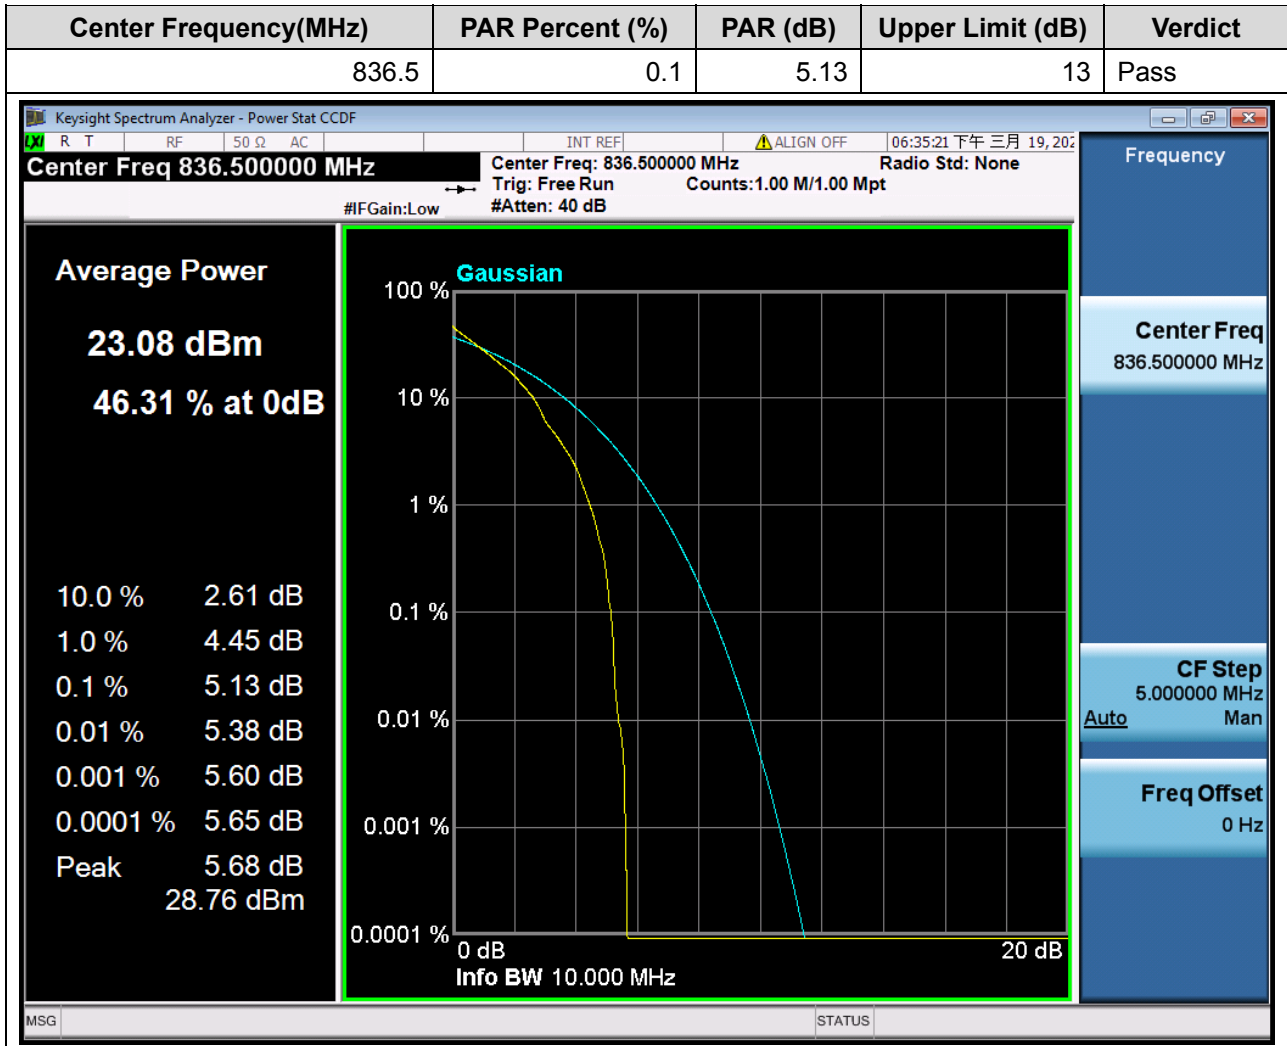 Center Frequency(MHz) PAR Percent (%) PAR (dB) Upper Limit (dB) Verdict
836.5 0.1 5.13 13 Pass
Keysight Spectrum Analyzer - Power Stat CCDF
LXI R T RF 50 Ω AC INT REF ALIGN OFF 06:35:21 下午 三月 19, 202
Center Freq 836.500000 MHz
Center Freq: 836.500000 MHz Radio Std: None
Trig: Free Run Counts:1.00 M/1.00 Mpt
#IFGain:Low #Atten: 40 dB
Average Power
23.08 dBm
46.31 % at 0dB
10.0 % 2.61 dB
1.0 % 4.45 dB
0.1 % 5.13 dB
0.01 % 5.38 dB
0.001 % 5.60 dB
0.0001 % 5.65 dB
Peak 5.68 dB
28.76 dBm
Gaussian
100 %
10 %
1 %
0.1 %
0.01 %
0.001 %
0.0001 %
0 dB 20 dB
Info BW 10.000 MHz
Frequency
Center Freq
836.500000 MHz
CF Step
5.000000 MHz
Auto Man
Freq Offset
0 Hz
MSG STATUS